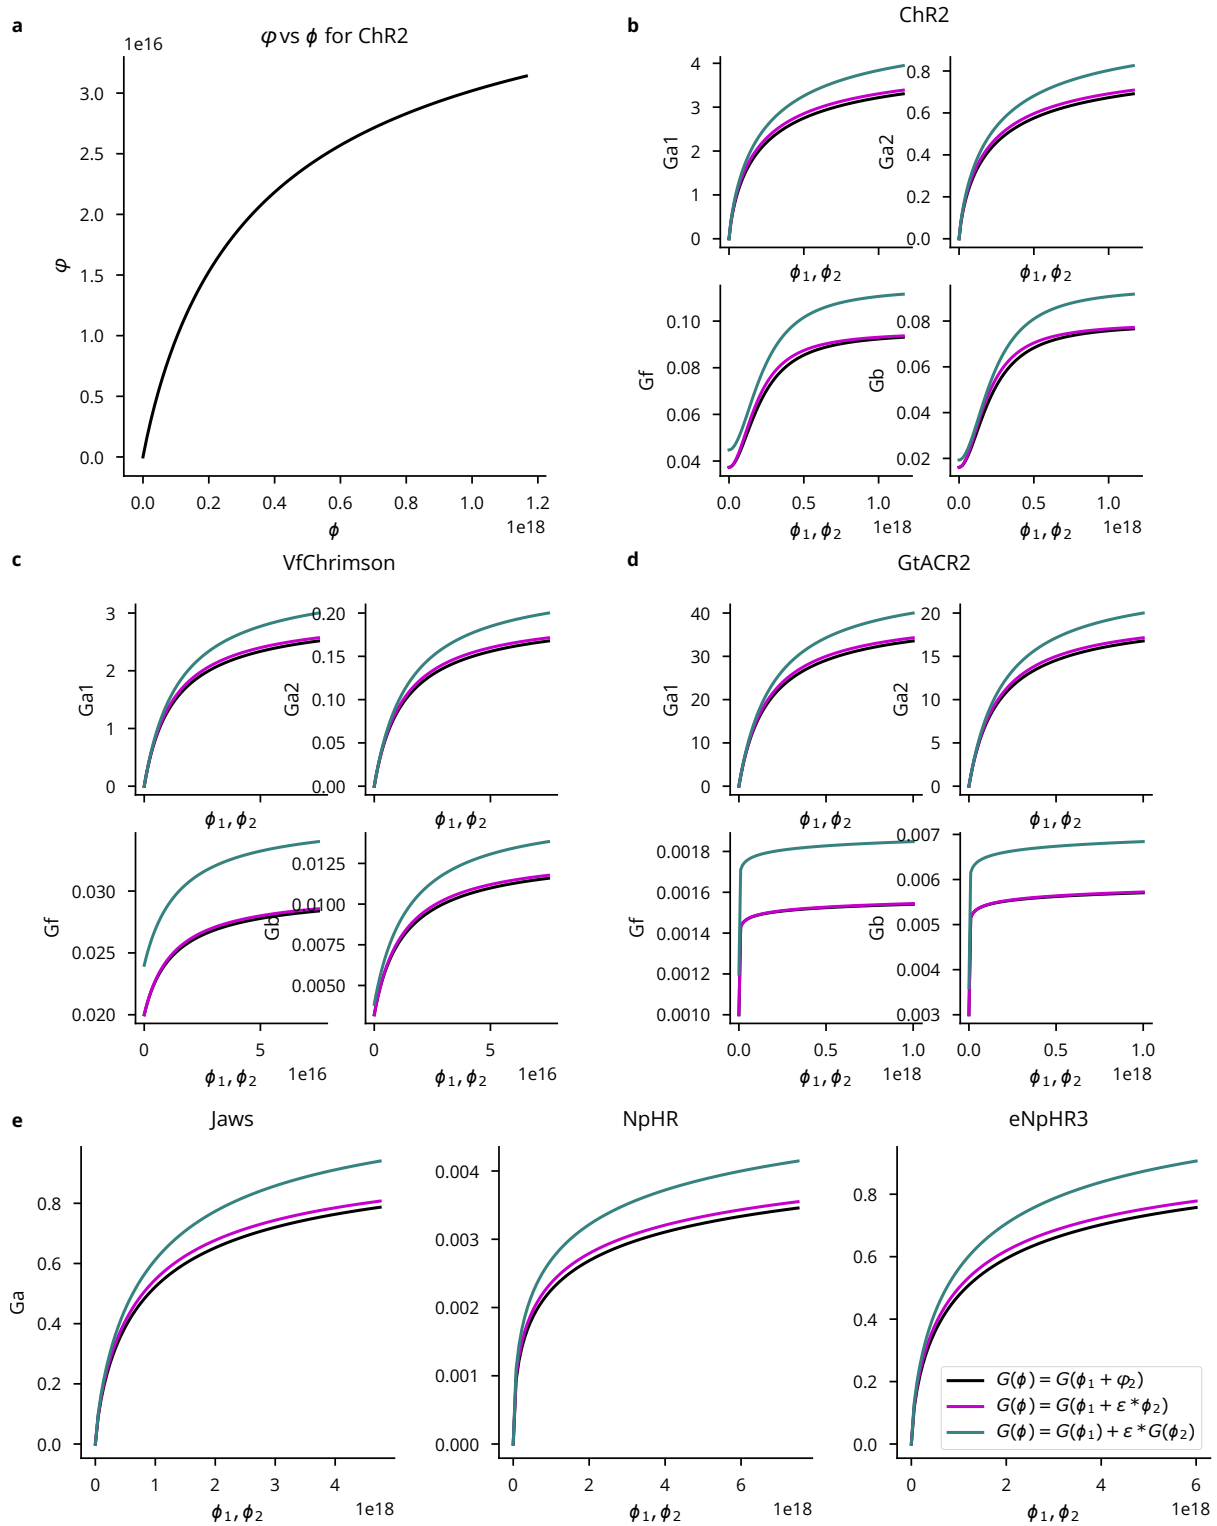 a
φ vs ϕ for ChR2
1e16
φ
3.0
2.5
2.0
1.5
1.0
0.5
0.0
0.0 0.2 0.4 0.6 0.8 1.0 1.2
1e18
ϕ
b
ChR2
Ga1
4
3
2
1
0
ϕ₁, ϕ₂
Ga2
0.8
0.6
0.4
0.2
0.0
ϕ₁, ϕ₂
Gf
0.10
0.08
0.06
0.04
0.0 0.5 1.0
ϕ₁, ϕ₂ 1e18
Gb
0.08
0.06
0.04
0.02
0.0 0.5 1.0
ϕ₁, ϕ₂ 1e18
c
VfChrimson
Ga1
3
2
1
0
ϕ₁, ϕ₂
Ga2
0.20
0.15
0.10
0.05
0.00
ϕ₁, ϕ₂
Gf
0.030
0.025
0.020
0 5
ϕ₁, ϕ₂ 1e16
Gb
0.0125
0.0100
0.0075
0.0050
0 5
ϕ₁, ϕ₂ 1e16
d
GtACR2
Ga1
40
30
20
10
0
ϕ₁, ϕ₂
Ga2
20
15
10
5
0
ϕ₁, ϕ₂
Gf
0.0018
0.0016
0.0014
0.0012
0.0010
0.0 0.5 1.0
ϕ₁, ϕ₂ 1e18
Gb
0.007
0.006
0.005
0.004
0.003
0.0 0.5 1.0
ϕ₁, ϕ₂ 1e18
e
Jaws
Ga
0.8
0.6
0.4
0.2
0.0
0 1 2 3 4
ϕ₁, ϕ₂ 1e18
NpHR
0.004
0.003
0.002
0.001
0.000
0 2 4 6
ϕ₁, ϕ₂ 1e18
eNpHR3
0.8
0.6
0.4
0.2
0.0
0 2 4 6
ϕ₁, ϕ₂ 1e18
G(ϕ) = G(ϕ₁ + φ₂)
G(ϕ) = G(ϕ₁ + ε * ϕ₂)
G(ϕ) = G(ϕ₁) + ε * G(ϕ₂)